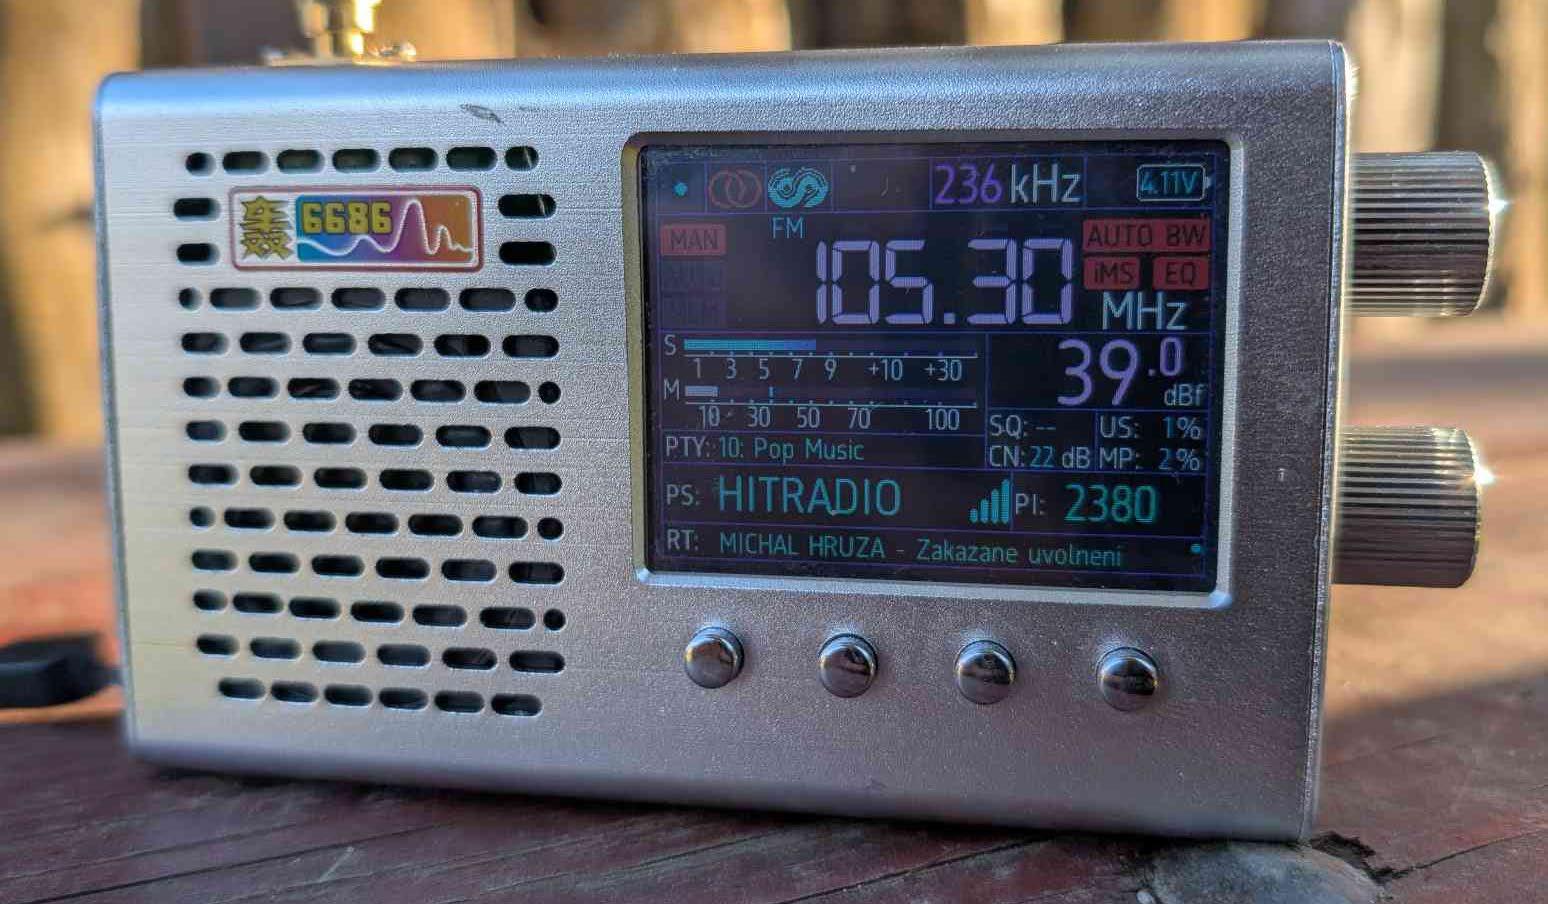 轰 6686
236 kHz 4.11V
FM
MAN 105.30 MHz AUTO BW
iMS EQ
S 1 3 5 7 9 +10 +30
39.0 dBf
M 10 30 50 70 100
SQ: -- US: 1%
PTY: 10: Pop Music CN: 22 dB MP: 2%
PS: HITRADIO PI: 2380
RT: MICHAL HRUZA - Zakazane uvolneni